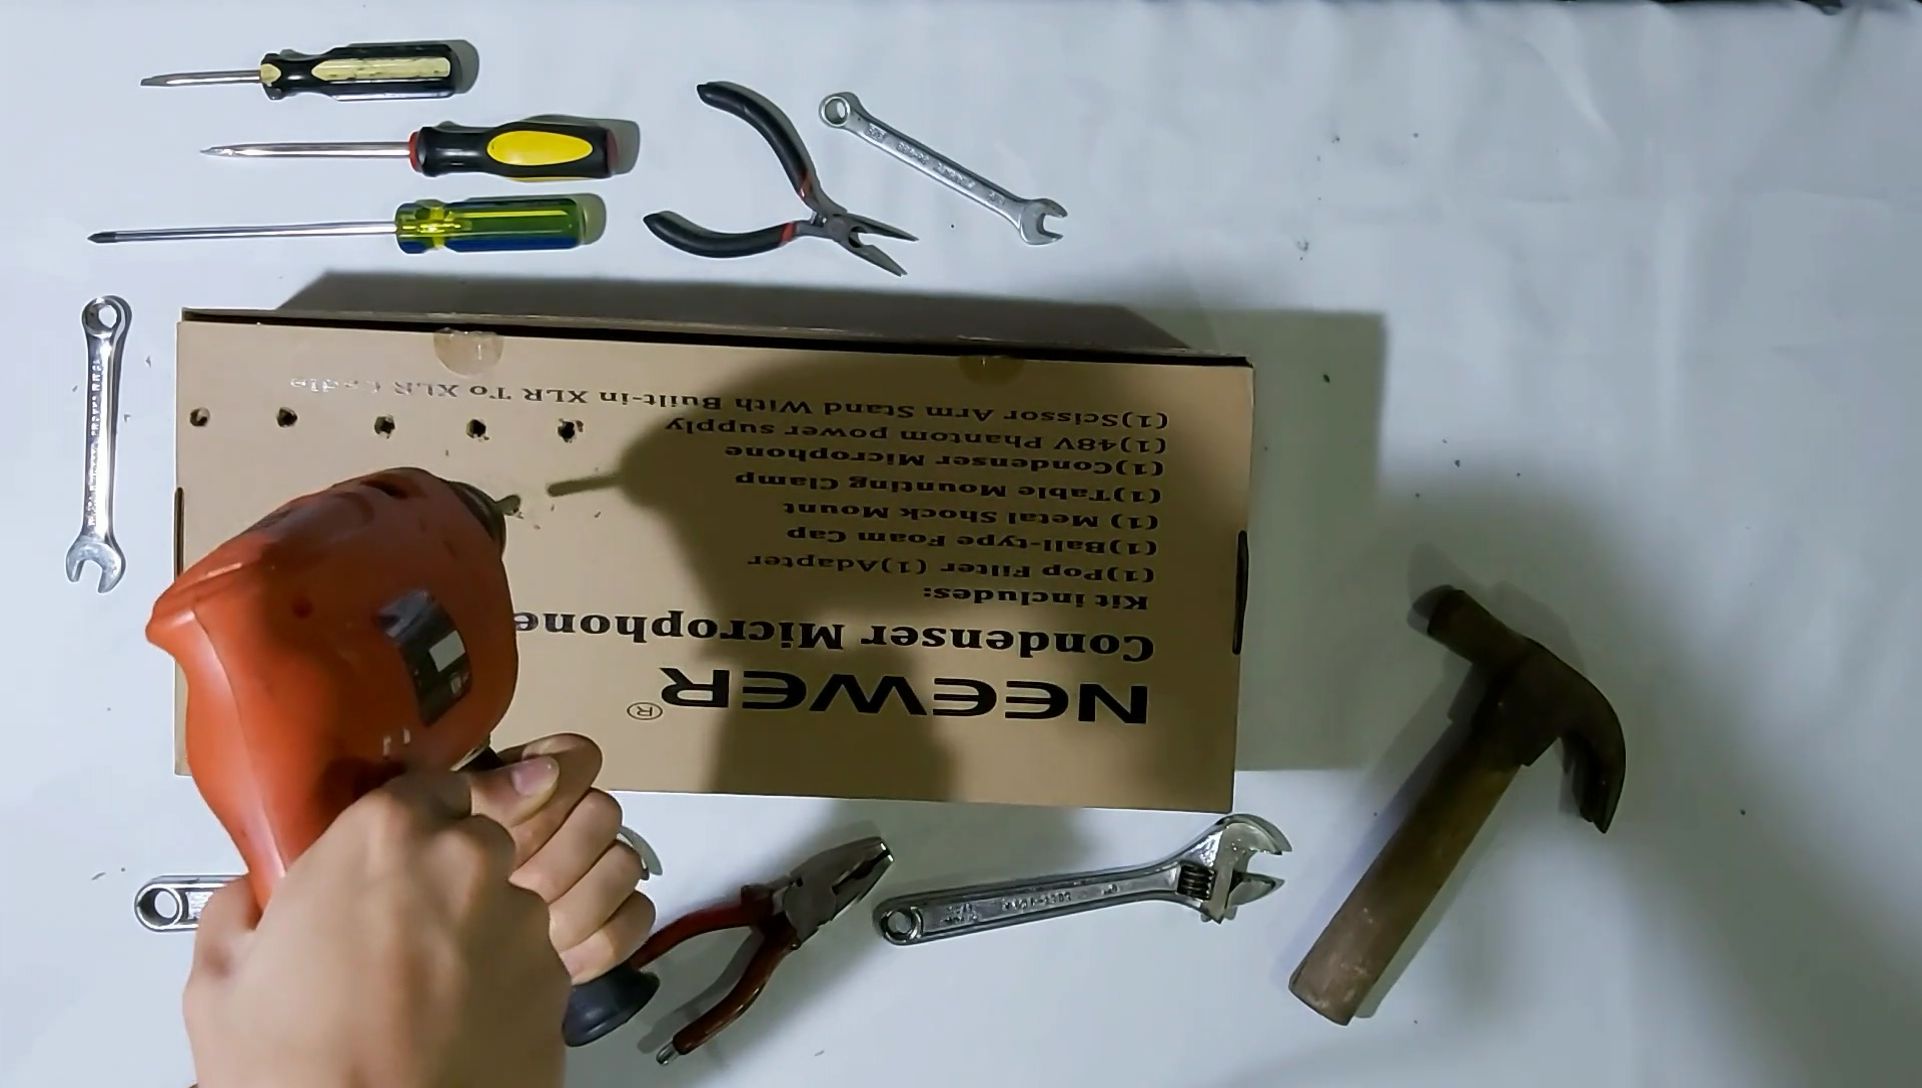 NEEWER®
Condenser Microphone
Kit includes:
(1)Pop Filter (1)Adapter
(1)Ball-type Foam Cap
(1) Metal Shock Mount
(1)Table Mounting Clamp
(1)Condenser Microphone
(1)48V Phantom power supply
(1)Scissor Arm Stand With Built-in XLR To XLR Cable